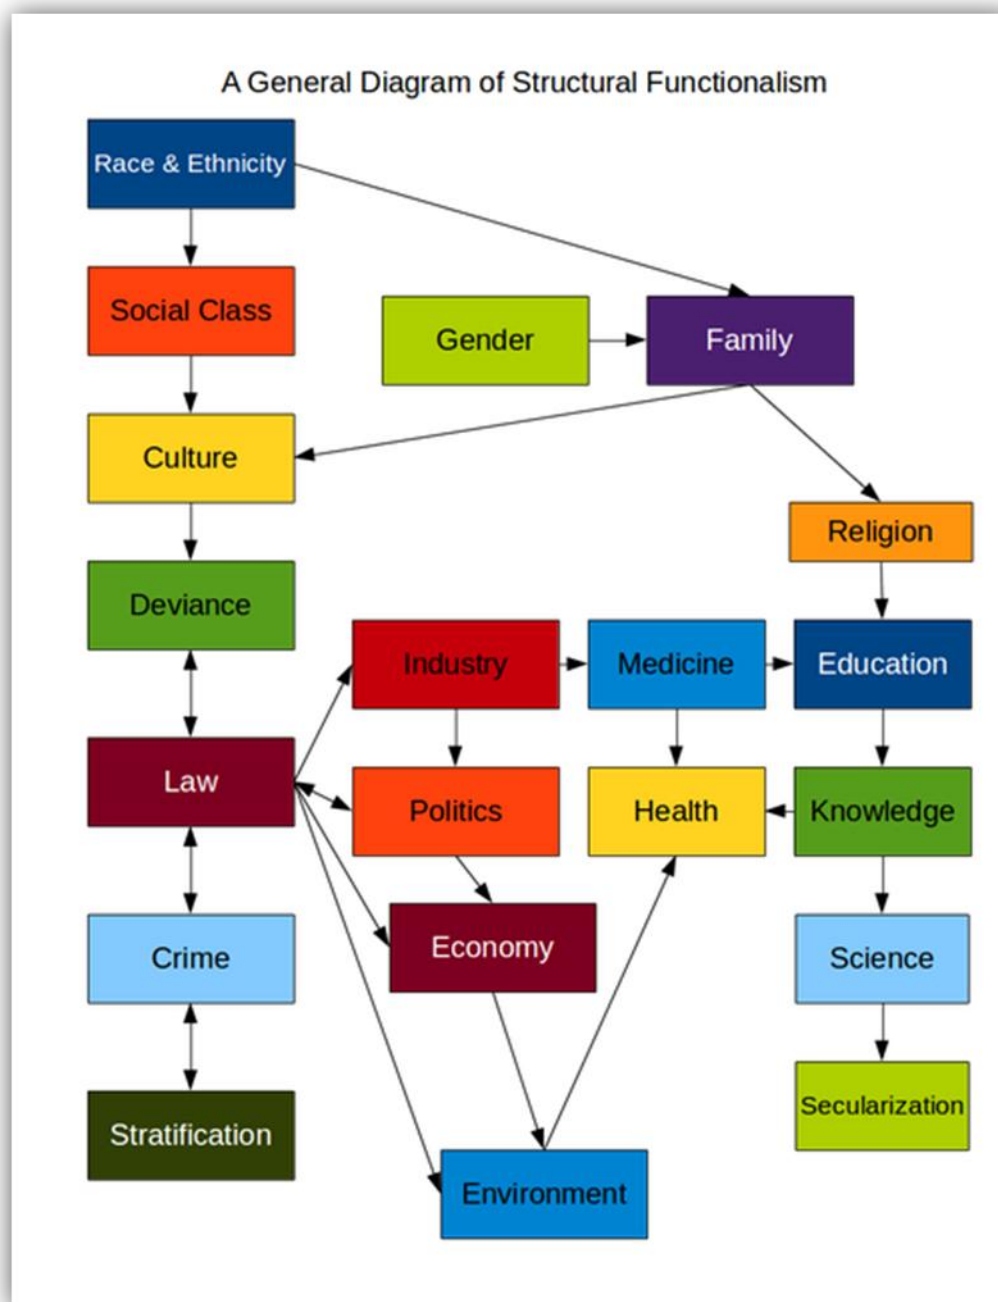 A General Diagram of Structural Functionalism
Race & Ethnicity
Social Class
Gender
Family
Culture
Religion
Deviance
Industry
Medicine
Education
Law
Politics
Health
Knowledge
Economy
Crime
Science
Secularization
Stratification
Environment